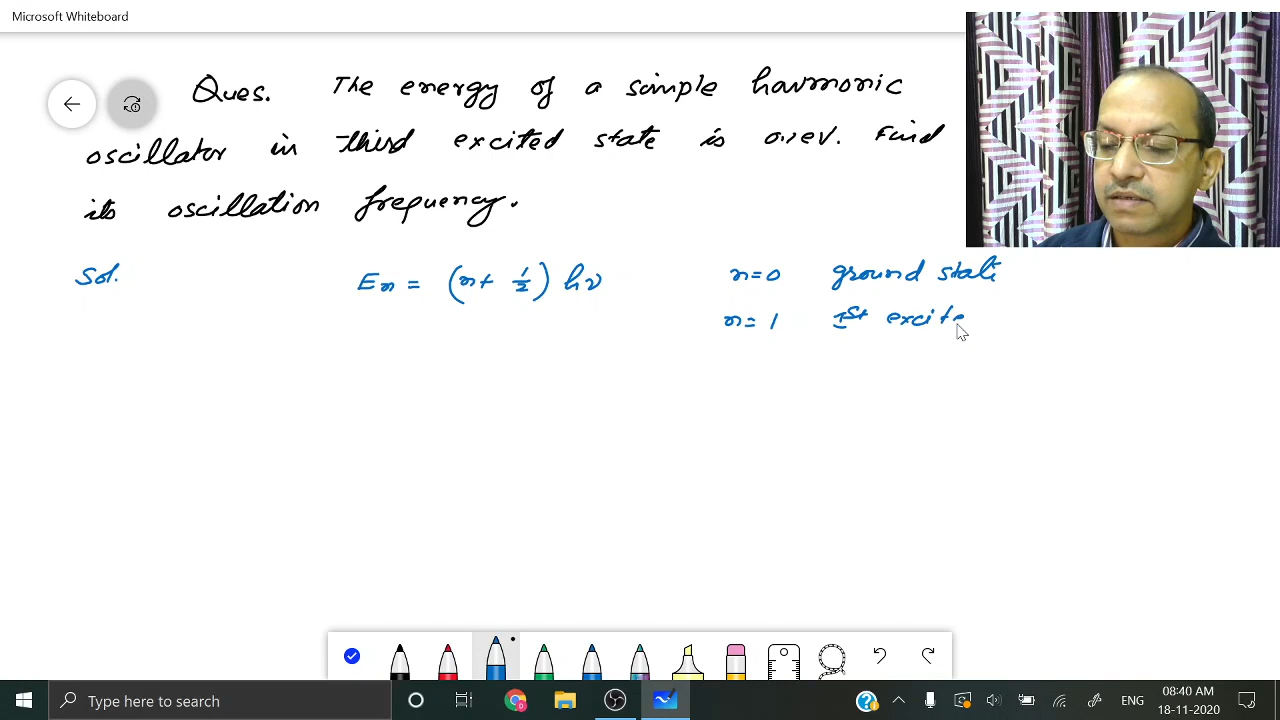 Microsoft Whiteboard
Ques. The energy of a simple harmonic
oscillator in third excited state is 0.1eV. Find
its oscillation frequency.
Sol. En = (n+ 1/2) hν n=0 ground state
n=1 1st excite
Type here to search
ENG
08:40 AM
18-11-2020